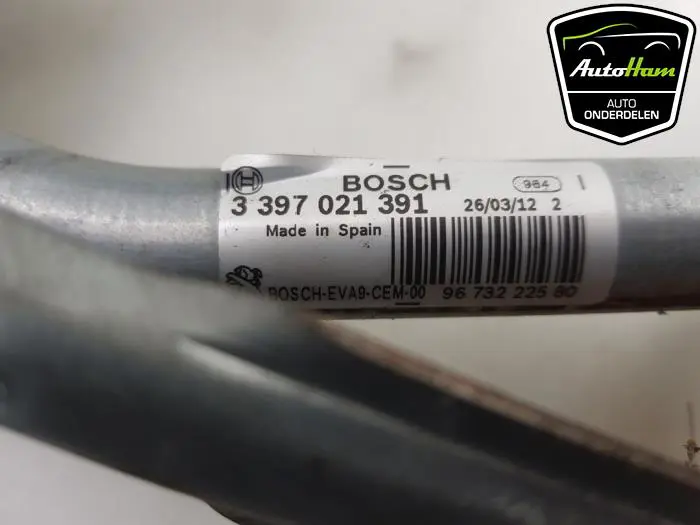 AutoHam
AUTO
ONDERDELEN
BOSCH 984
3 397 021 391 26/03/12 2
Made in Spain
BOSCH-EVA9-CEM-00 96 732 225 80